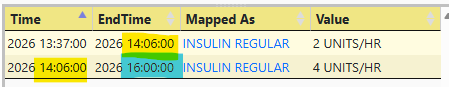 Time EndTime Mapped As Value
2026 13:37:00 2026 14:06:00 INSULIN REGULAR 2 UNITS/HR
2026 14:06:00 2026 16:00:00 INSULIN REGULAR 4 UNITS/HR